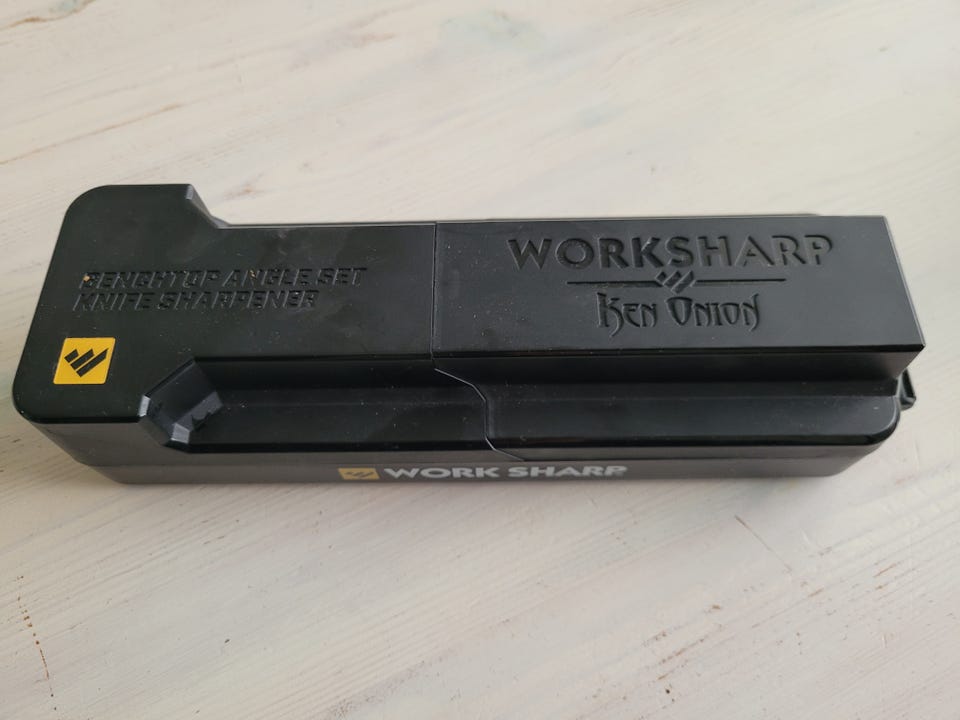 BENCHTOP ANGLE SET
KNIFE SHARPENER
WORKSHARP
KEN ONION
WORK SHARP